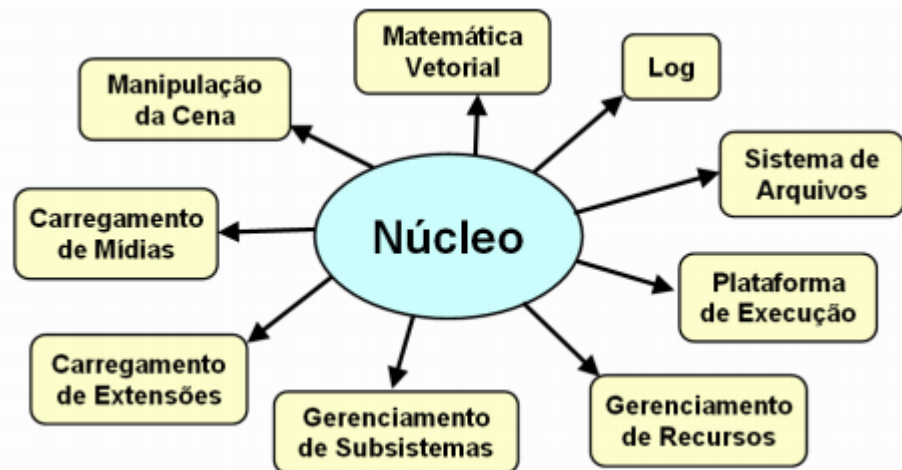 Matemática
Vetorial
Log
Manipulação
da Cena
Sistema de
Arquivos
Carregamento
de Mídias
Núcleo
Plataforma
de Execução
Carregamento
de Extensões
Gerenciamento
de Subsistemas
Gerenciamento
de Recursos